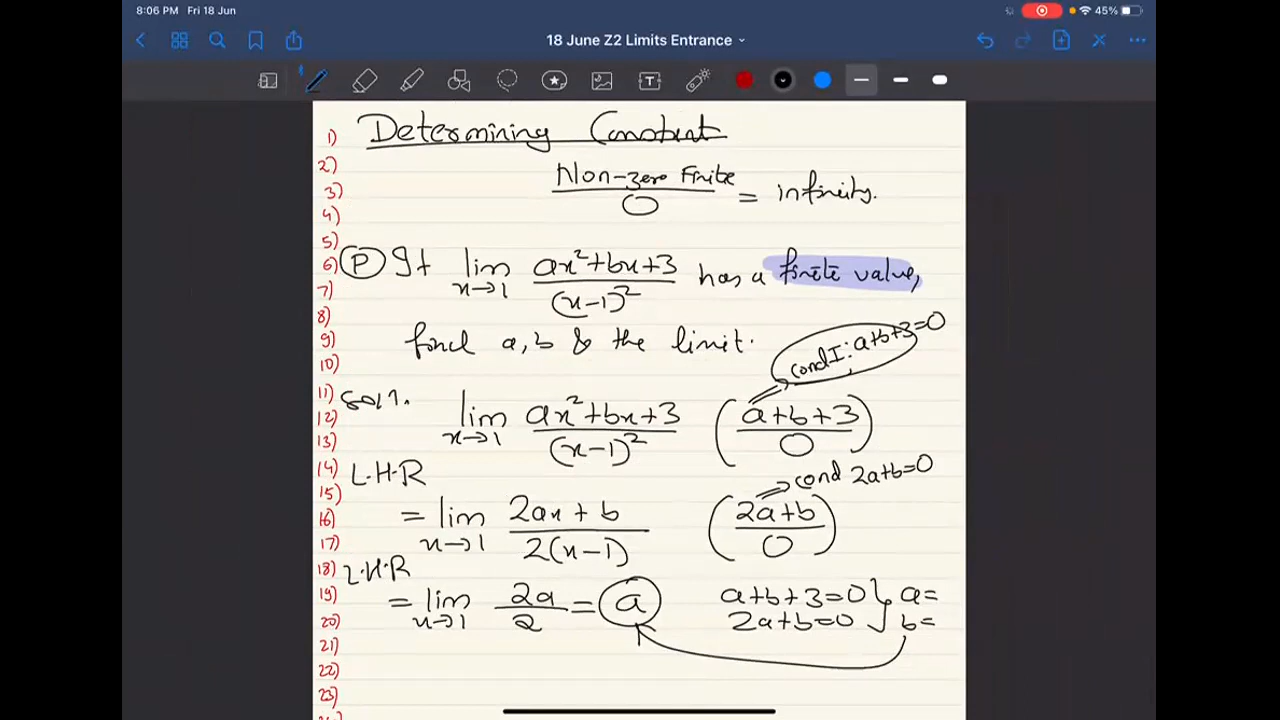 8:06 PM Fri 18 Jun
45%
18 June Z2 Limits Entrance
1) Determining Constant
2) Non-zero Finite
3) ――― = infinity.
4) 0
5)
6) (P) If lim x→1 (ax²+bx+3)/(x-1)² has a finite value,
7)
8)
9) find a, b & the limit.
10) cond I: a+b+3=0
11) Soln.
12) lim x→1 (ax²+bx+3)/(x-1)² ((a+b+3)/0)
13)
14) L.H.R cond 2a+b=0
15)
16) = lim x→1 (2ax+b)/(2(x-1)) ((2a+b)/0)
17)
18) L.H.R
19) = lim x→1 2a/2 = a a+b+3=0 } a=
20) 2a+b=0 } b=
21)
22)
23)